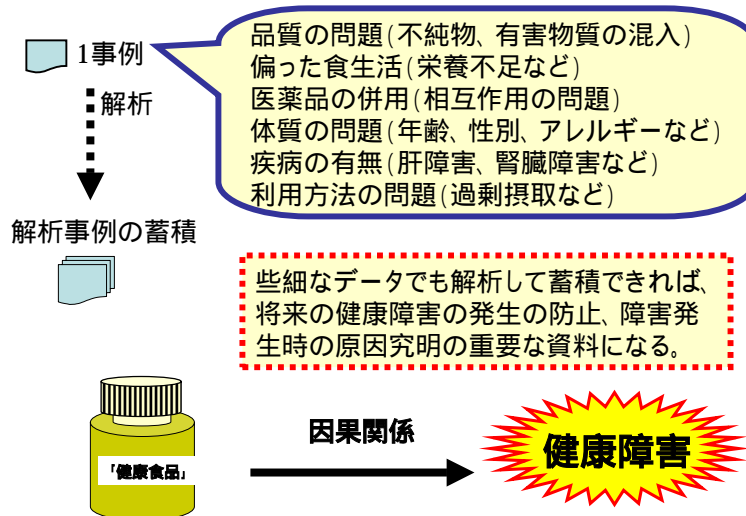 1事例
品質の問題(不純物、有害物質の混入)
偏った食生活(栄養不足など)
医薬品の併用(相互作用の問題)
体質の問題(年齢、性別、アレルギーなど)
疾病の有無(肝障害、腎臓障害など)
利用方法の問題(過剰摂取など)
解析
解析事例の蓄積
些細なデータでも解析して蓄積できれば、
将来の健康障害の発生の防止、障害発
生時の原因究明の重要な資料になる。
「健康食品」
因果関係
健康障害